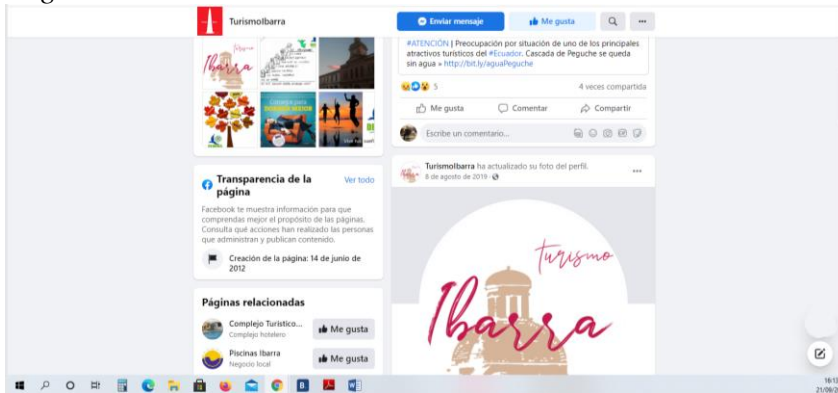 TurismoIbarra
Enviar mensaje
Me gusta
Turismo
Ibarra
Transparencia de la página
Ver todo
Facebook te muestra información para que
comprendas mejor el propósito de las páginas.
Consulta qué acciones han realizado las personas
que administran y publican contenido.
Creación de la página: 14 de junio de
2012
Páginas relacionadas
Complejo Turístico...
Complejo hotelero
Me gusta
Piscinas Ibarra
Negocio local
Me gusta
#ATENCIÓN | Preocupación por situación de uno de los principales
atractivos turísticos del #Ecuador. Cascada de Peguche se queda
sin agua » http://bit.ly/aguaPeguche
5
4 veces compartida
Me gusta
Comentar
Compartir
Escribe un comentario...
TurismoIbarra ha actualizado su foto del perfil.
8 de agosto de 2019
turismo
Ibarra